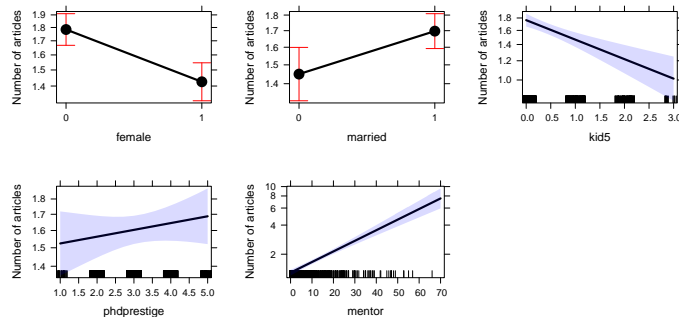 Number of articles
1.9
1.8
1.7
1.6
1.5
1.4
0
1
female
Number of articles
1.8
1.7
1.6
1.5
1.4
0
1
married
Number of articles
1.8
1.6
1.4
1.2
1.0
0.0 0.5 1.0 1.5 2.0 2.5 3.0
kid5
Number of articles
1.8
1.7
1.6
1.5
1.4
1.0 1.5 2.0 2.5 3.0 3.5 4.0 4.5 5.0
phdprestige
Number of articles
10
8
6
4
2
0 10 20 30 40 50 60 70
mentor